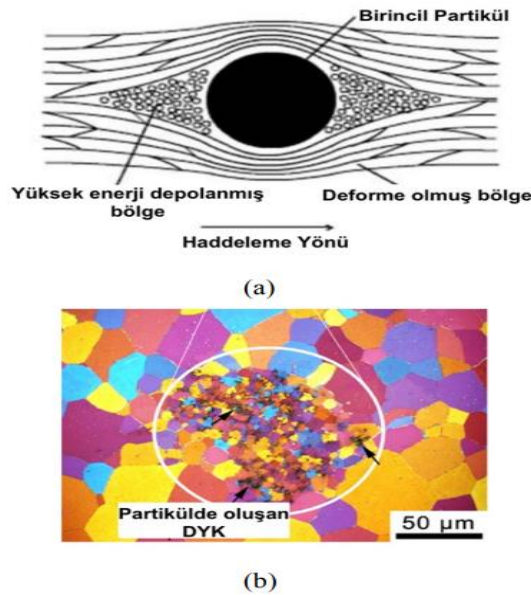 Birincil Partikül
Yüksek enerji depolanmış
bölge
Deforme olmuş bölge
Haddeleme Yönü
(a)
Partikülde oluşan
DYK
50 µm
(b)